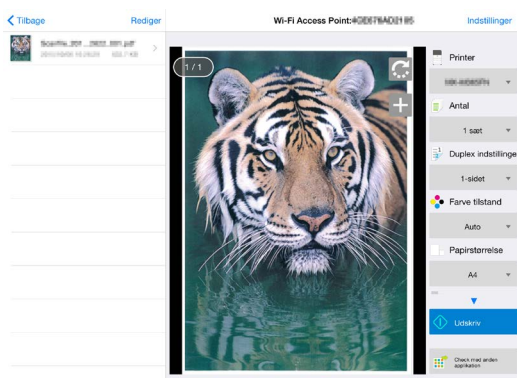 Tilbage
Rediger
Wi-Fi Access Point:
Indstillinger
1 / 1
Printer
Antal
1 sæt
Duplex indstillinge
1-sidet
Farve tilstand
Auto
Papirstørrelse
A4
Udskriv
Check mad anden
applikation